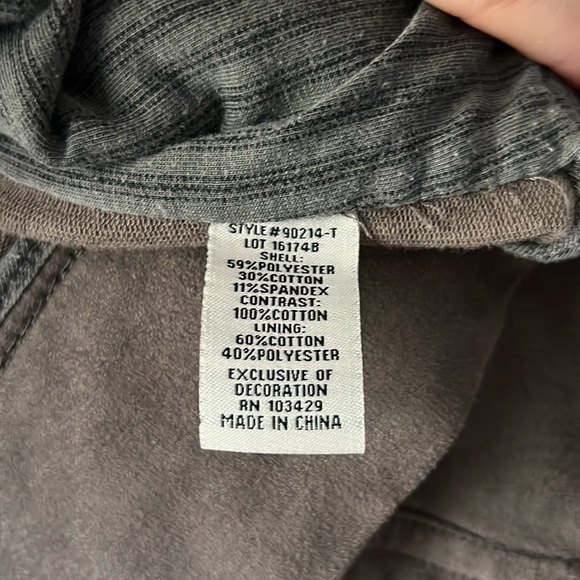 STYLE#90214-T
LOT 16174B
SHELL:
59%POLYESTER
30%COTTON
11%SPANDEX
CONTRAST:
100%COTTON
LINING:
60%COTTON
40%POLYESTER
EXCLUSIVE OF
DECORATION
RN 103429
MADE IN CHINA